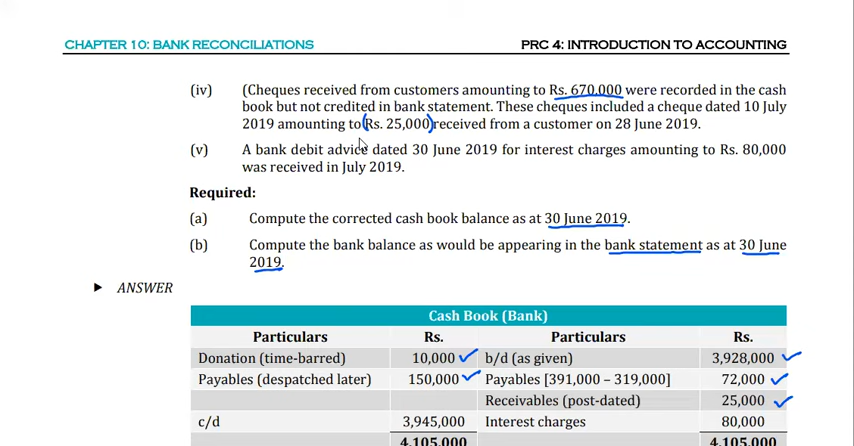 CHAPTER 10: BANK RECONCILIATIONS PRC 4: INTRODUCTION TO ACCOUNTING
(iv) (Cheques received from customers amounting to Rs. 670,000 were recorded in the cash
book but not credited in bank statement. These cheques included a cheque dated 10 July
2019 amounting to (Rs. 25,000) received from a customer on 28 June 2019.
(v) A bank debit advice dated 30 June 2019 for interest charges amounting to Rs. 80,000
was received in July 2019.
Required:
(a) Compute the corrected cash book balance as at 30 June 2019.
(b) Compute the bank balance as would be appearing in the bank statement as at 30 June
2019.
► ANSWER
Cash Book (Bank)
Particulars Rs. Particulars Rs.
Donation (time-barred) 10,000 b/d (as given) 3,928,000
Payables (despatched later) 150,000 Payables [391,000 – 319,000] 72,000
Receivables (post-dated) 25,000
c/d 3,945,000 Interest charges 80,000
4,105,000 4,105,000